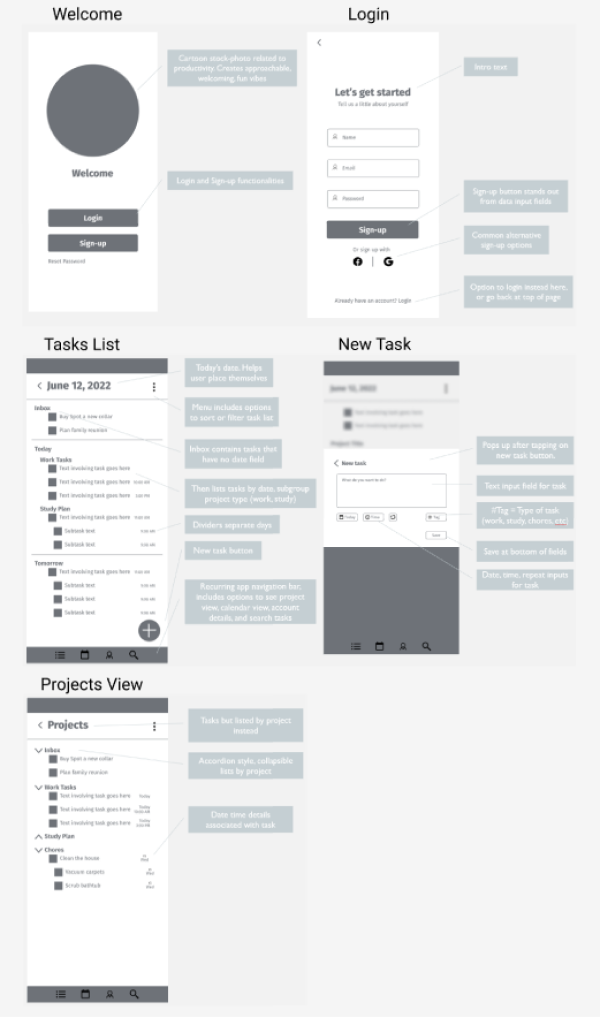 Welcome
Cartoon stock-photo related to
productivity. Creates approachable,
welcoming, fun vibes
Welcome
Login and Sign-up functionalities
Login
Sign-up
Reset Password
Login
Intro text
Let's get started
Tell us a little about yourself
Name
Email
Password
Sign-up button stands out
from data input fields
Sign-up
Or sign up with
Common alternative
sign-up options
Option to login instead here,
or go back at top of page
Already have an account? Login
Tasks List
June 12, 2022
Today's date. Helps
user place themselves
Menu includes options
to sort or filter task list
Inbox
Buy Spot a new collar
Plan family reunion
Inbox contains tasks that
have no date field
Today
Work Tasks
Text involving task goes here
Text involving task goes here
Text involving task goes here
Then lists tasks by date, subgroup
project type (work, study)
Study Plan
Text involving task goes here
Subtask text
Subtask text
Dividers separate days
New task button
Tomorrow
Text involving task goes here
Subtask text
Subtask text
Subtask text
Recurring app navigation bar,
includes options to see project
view, calendar view, account
details, and search tasks
New Task
June 12, 2022
Text involving task goes here
Text involving task goes here
Project Title
Pops up after tapping on
new task button.
New task
What do you want to do?
Text input field for task
Today
Time
Tag
#Tag = Type of task
(work, study, chores, etc)
Save
Save at bottom of fields
Date, time, repeat inputs
for task
Projects View
Projects
Tasks but listed by project
instead
Inbox
Buy Spot a new collar
Plan family reunion
Accordion style, collapsible
lists by project
Work Tasks
Text involving task goes here Today
Text involving task goes here Today
Text involving task goes here Today
Study Plan
Date time details
associated with task
Chores
Clean the house
Vacuum carpets
Scrub bathtub